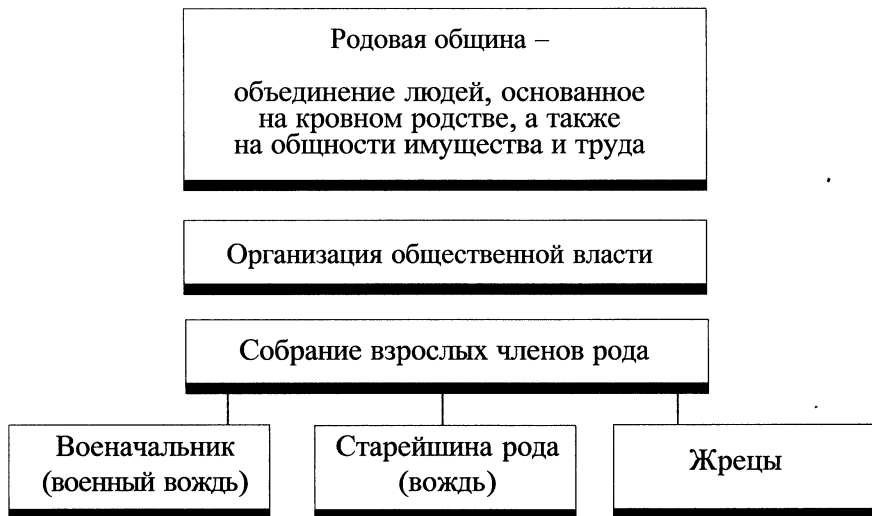 Родовая община –
объединение людей, основанное
на кровном родстве, а также
на общности имущества и труда
Организация общественной власти
Собрание взрослых членов рода
Военачальник
(военный вождь)
Старейшина рода
(вождь)
Жрецы